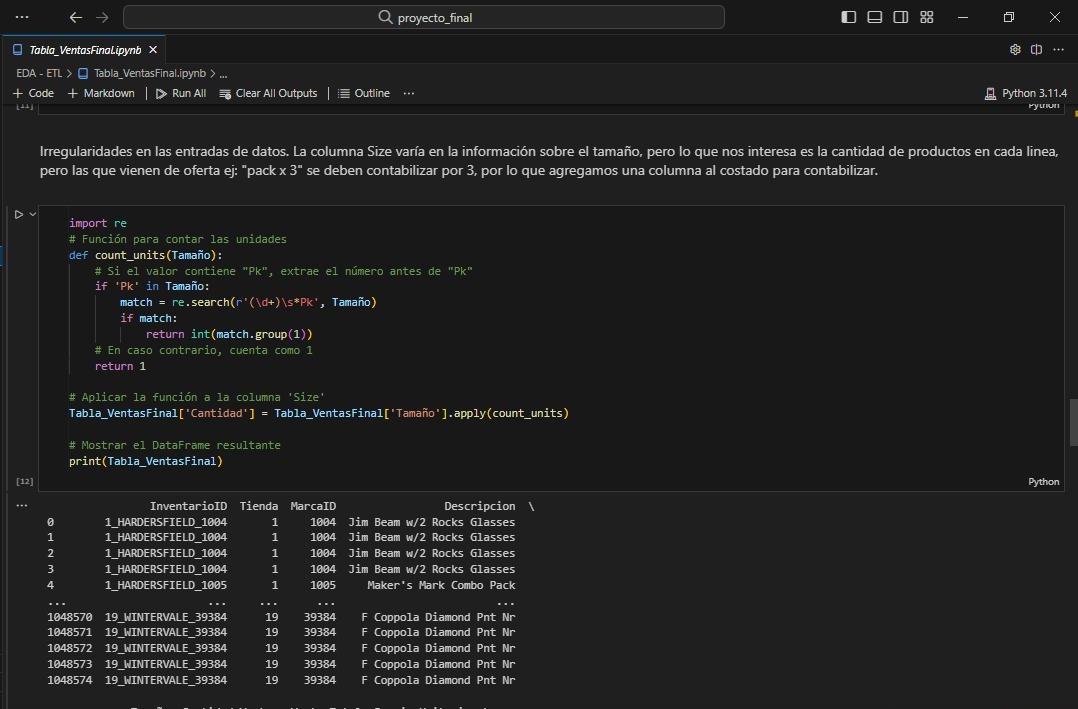 proyecto_final
Tabla_VentasFinal.ipynb
EDA - ETL > Tabla_VentasFinal.ipynb > ...
+ Code + Markdown | Run All Clear All Outputs | Outline ... Python 3.11.4
[11] Python
Irregularidades en las entradas de datos. La columna Size varía en la información sobre el tamaño, pero lo que nos interesa es la cantidad de productos en cada linea,
pero las que vienen de oferta ej: "pack x 3" se deben contabilizar por 3, por lo que agregamos una columna al costado para contabilizar.
import re
# Función para contar las unidades
def count_units(Tamaño):
    # Si el valor contiene "Pk", extrae el número antes de "Pk"
    if 'Pk' in Tamaño:
        match = re.search(r'(\d+)\s*Pk', Tamaño)
        if match:
            return int(match.group(1))
    # En caso contrario, cuenta como 1
    return 1
# Aplicar la función a la columna 'Size'
Tabla_VentasFinal['Cantidad'] = Tabla_VentasFinal['Tamaño'].apply(count_units)
# Mostrar el DataFrame resultante
print(Tabla_VentasFinal)
[12] Python
InventarioID Tienda MarcaID Descripcion \
0 1_HARDERSFIELD_1004 1 1004 Jim Beam w/2 Rocks Glasses
1 1_HARDERSFIELD_1004 1 1004 Jim Beam w/2 Rocks Glasses
2 1_HARDERSFIELD_1004 1 1004 Jim Beam w/2 Rocks Glasses
3 1_HARDERSFIELD_1004 1 1004 Jim Beam w/2 Rocks Glasses
4 1_HARDERSFIELD_1005 1 1005 Maker's Mark Combo Pack
... ... ... ... ...
1048570 19_WINTERVALE_39384 19 39384 F Coppola Diamond Pnt Nr
1048571 19_WINTERVALE_39384 19 39384 F Coppola Diamond Pnt Nr
1048572 19_WINTERVALE_39384 19 39384 F Coppola Diamond Pnt Nr
1048573 19_WINTERVALE_39384 19 39384 F Coppola Diamond Pnt Nr
1048574 19_WINTERVALE_39384 19 39384 F Coppola Diamond Pnt Nr